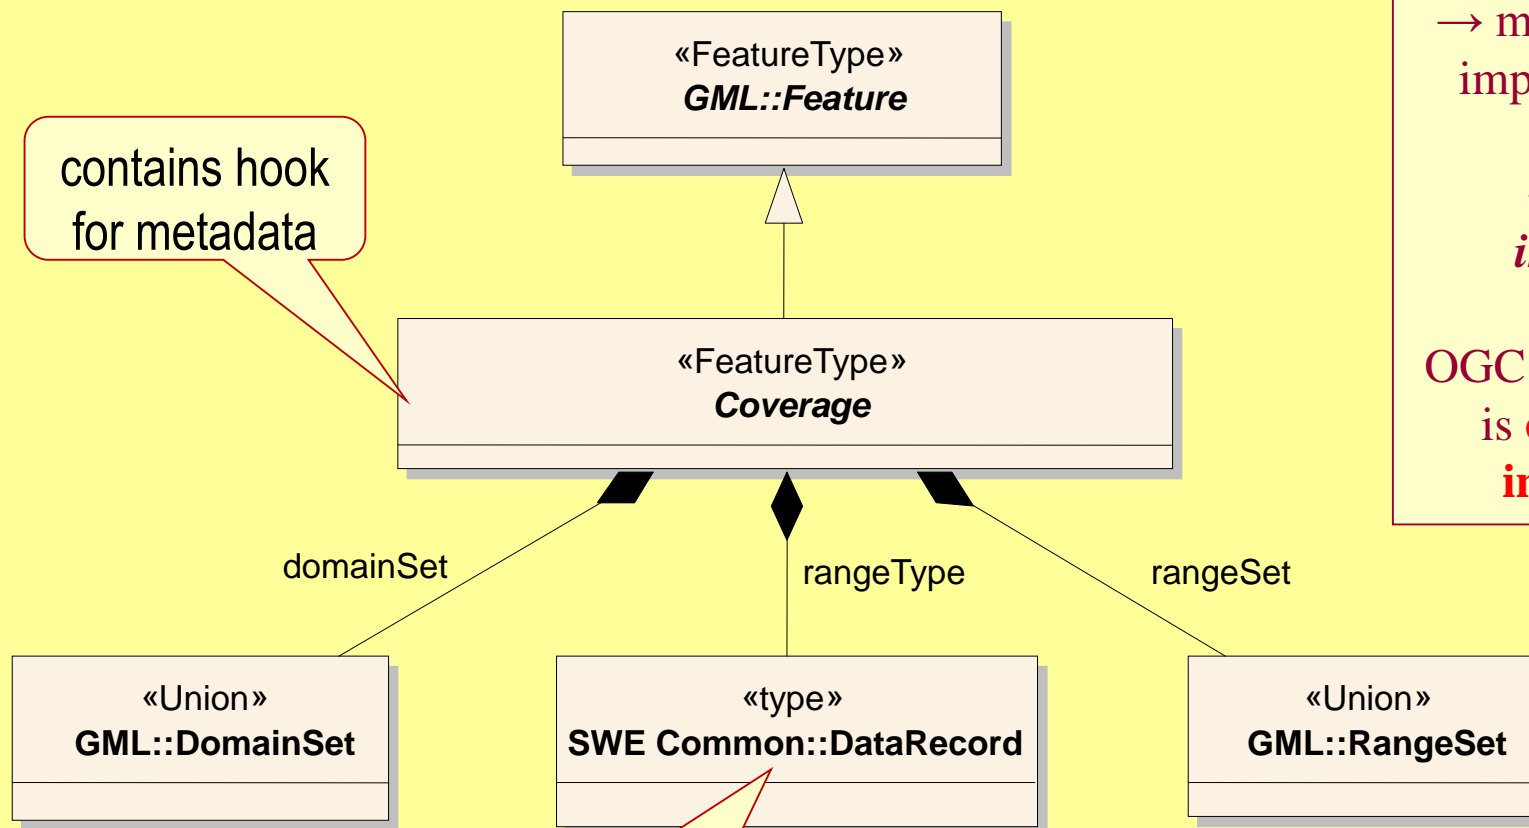 «FeatureType»
GML::Feature
contains hook
for metadata
«FeatureType»
Coverage
domainSet
rangeType
rangeSet
«Union»
GML::DomainSet
«type»
SWE Common::DataRecord
«Union»
GML::RangeSet
→
OGC
is